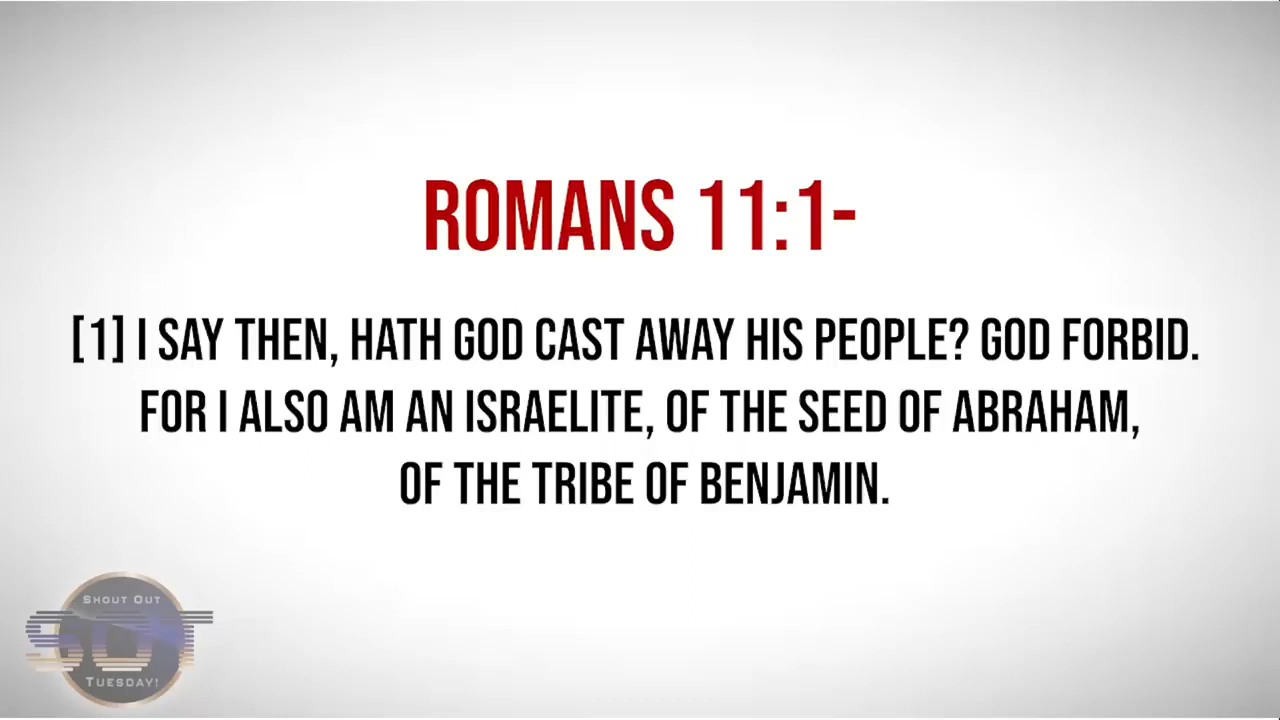 ROMANS 11:1-
[1] I SAY THEN, HATH GOD CAST AWAY HIS PEOPLE? GOD FORBID.
FOR I ALSO AM AN ISRAELITE, OF THE SEED OF ABRAHAM,
OF THE TRIBE OF BENJAMIN.
SHOUT OUT
SOT
TUESDAY!